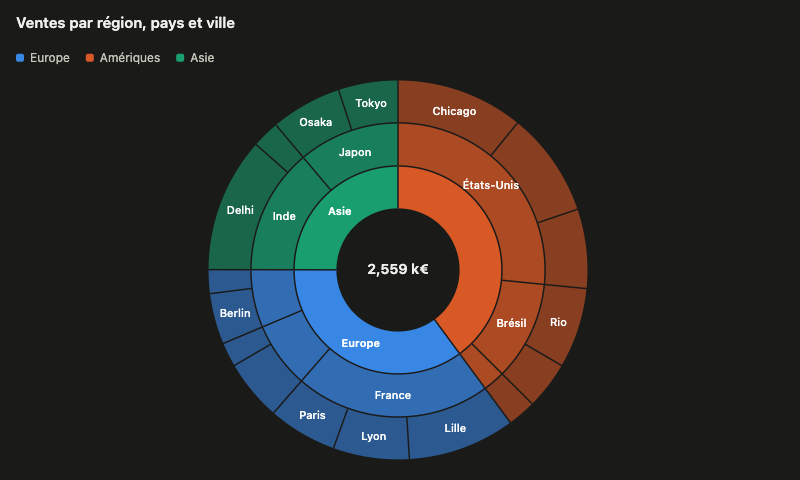 Ventes par région, pays et ville
Europe
Amériques
Asie
Tokyo
Chicago
Osaka
Japon
États-Unis
Delhi
Inde
Asie
2,559 k€
Berlin
Brésil
Rio
Europe
France
Paris
Lyon
Lille